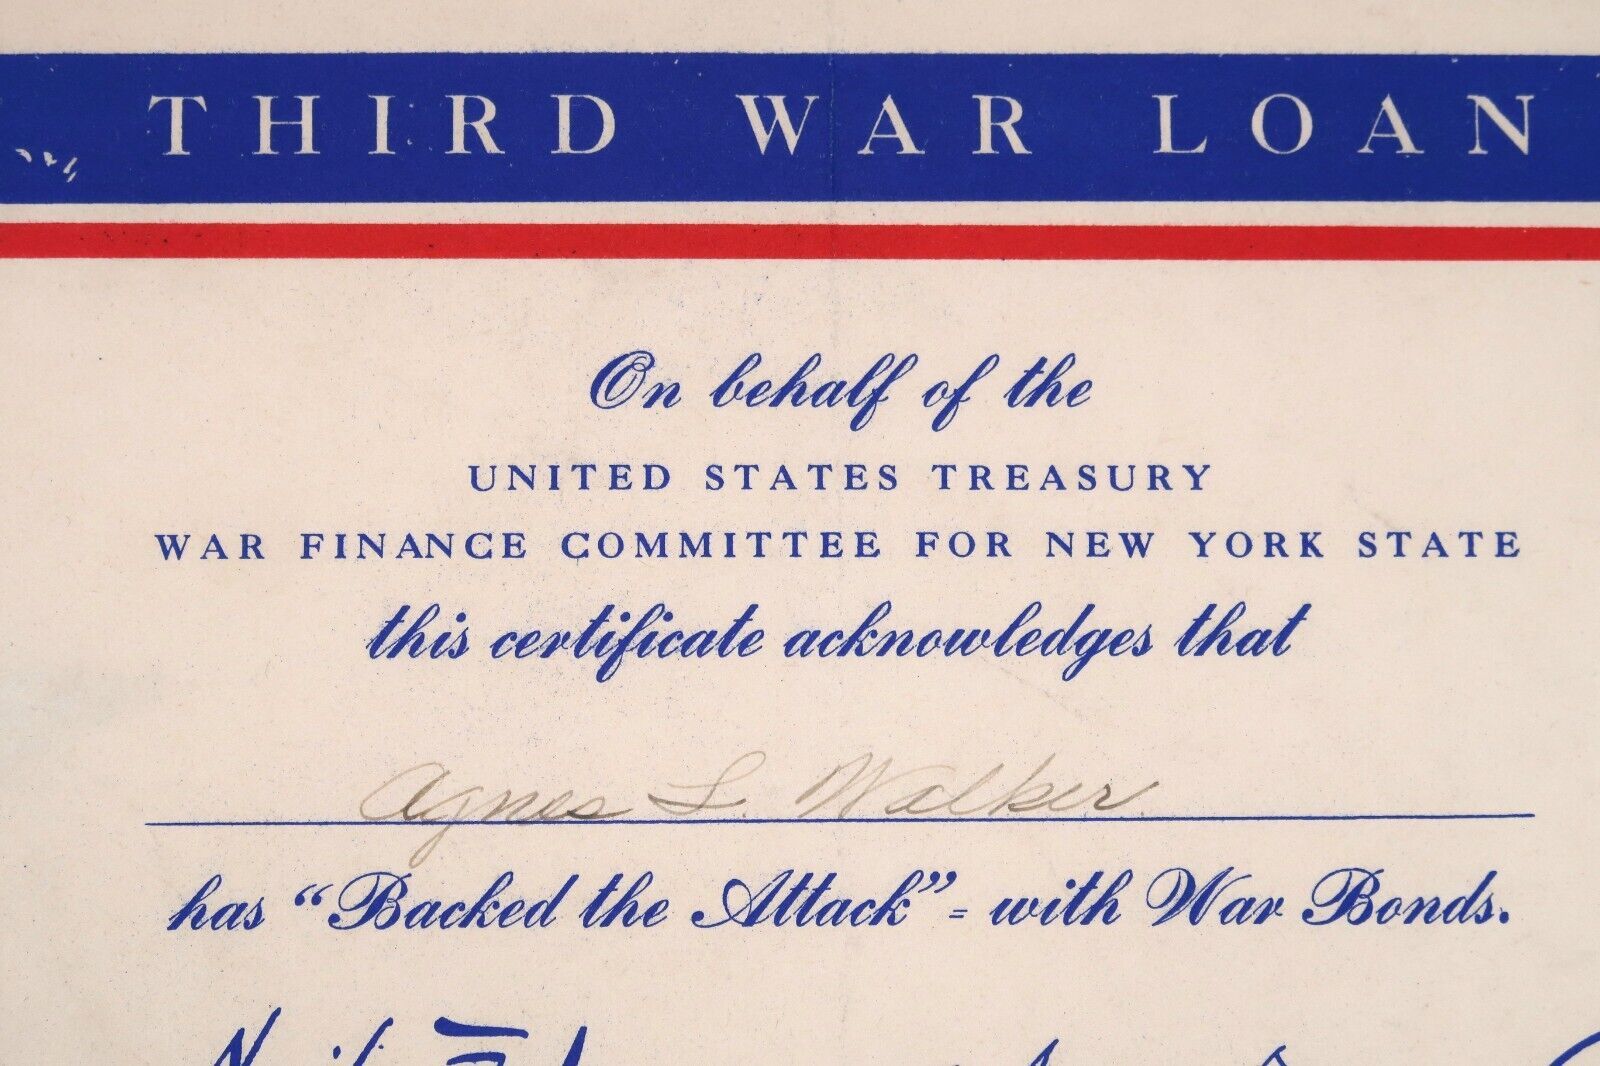 THIRD WAR LOAN
On behalf of the
UNITED STATES TREASURY
WAR FINANCE COMMITTEE FOR NEW YORK STATE
this certificate acknowledges that
Agnes L. Walker
has “Backed the Attack” - with War Bonds.